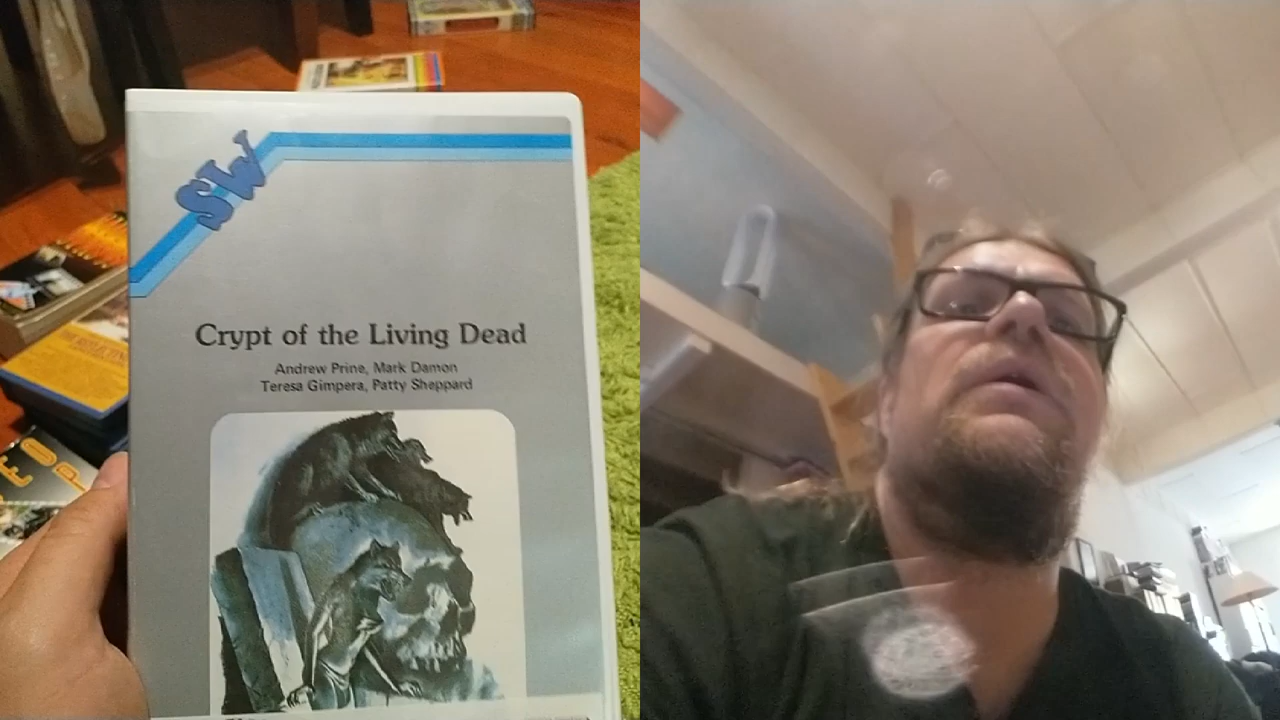 SW
Crypt of the Living Dead
Andrew Prine, Mark Damon
Teresa Gimpera, Patty Sheppard